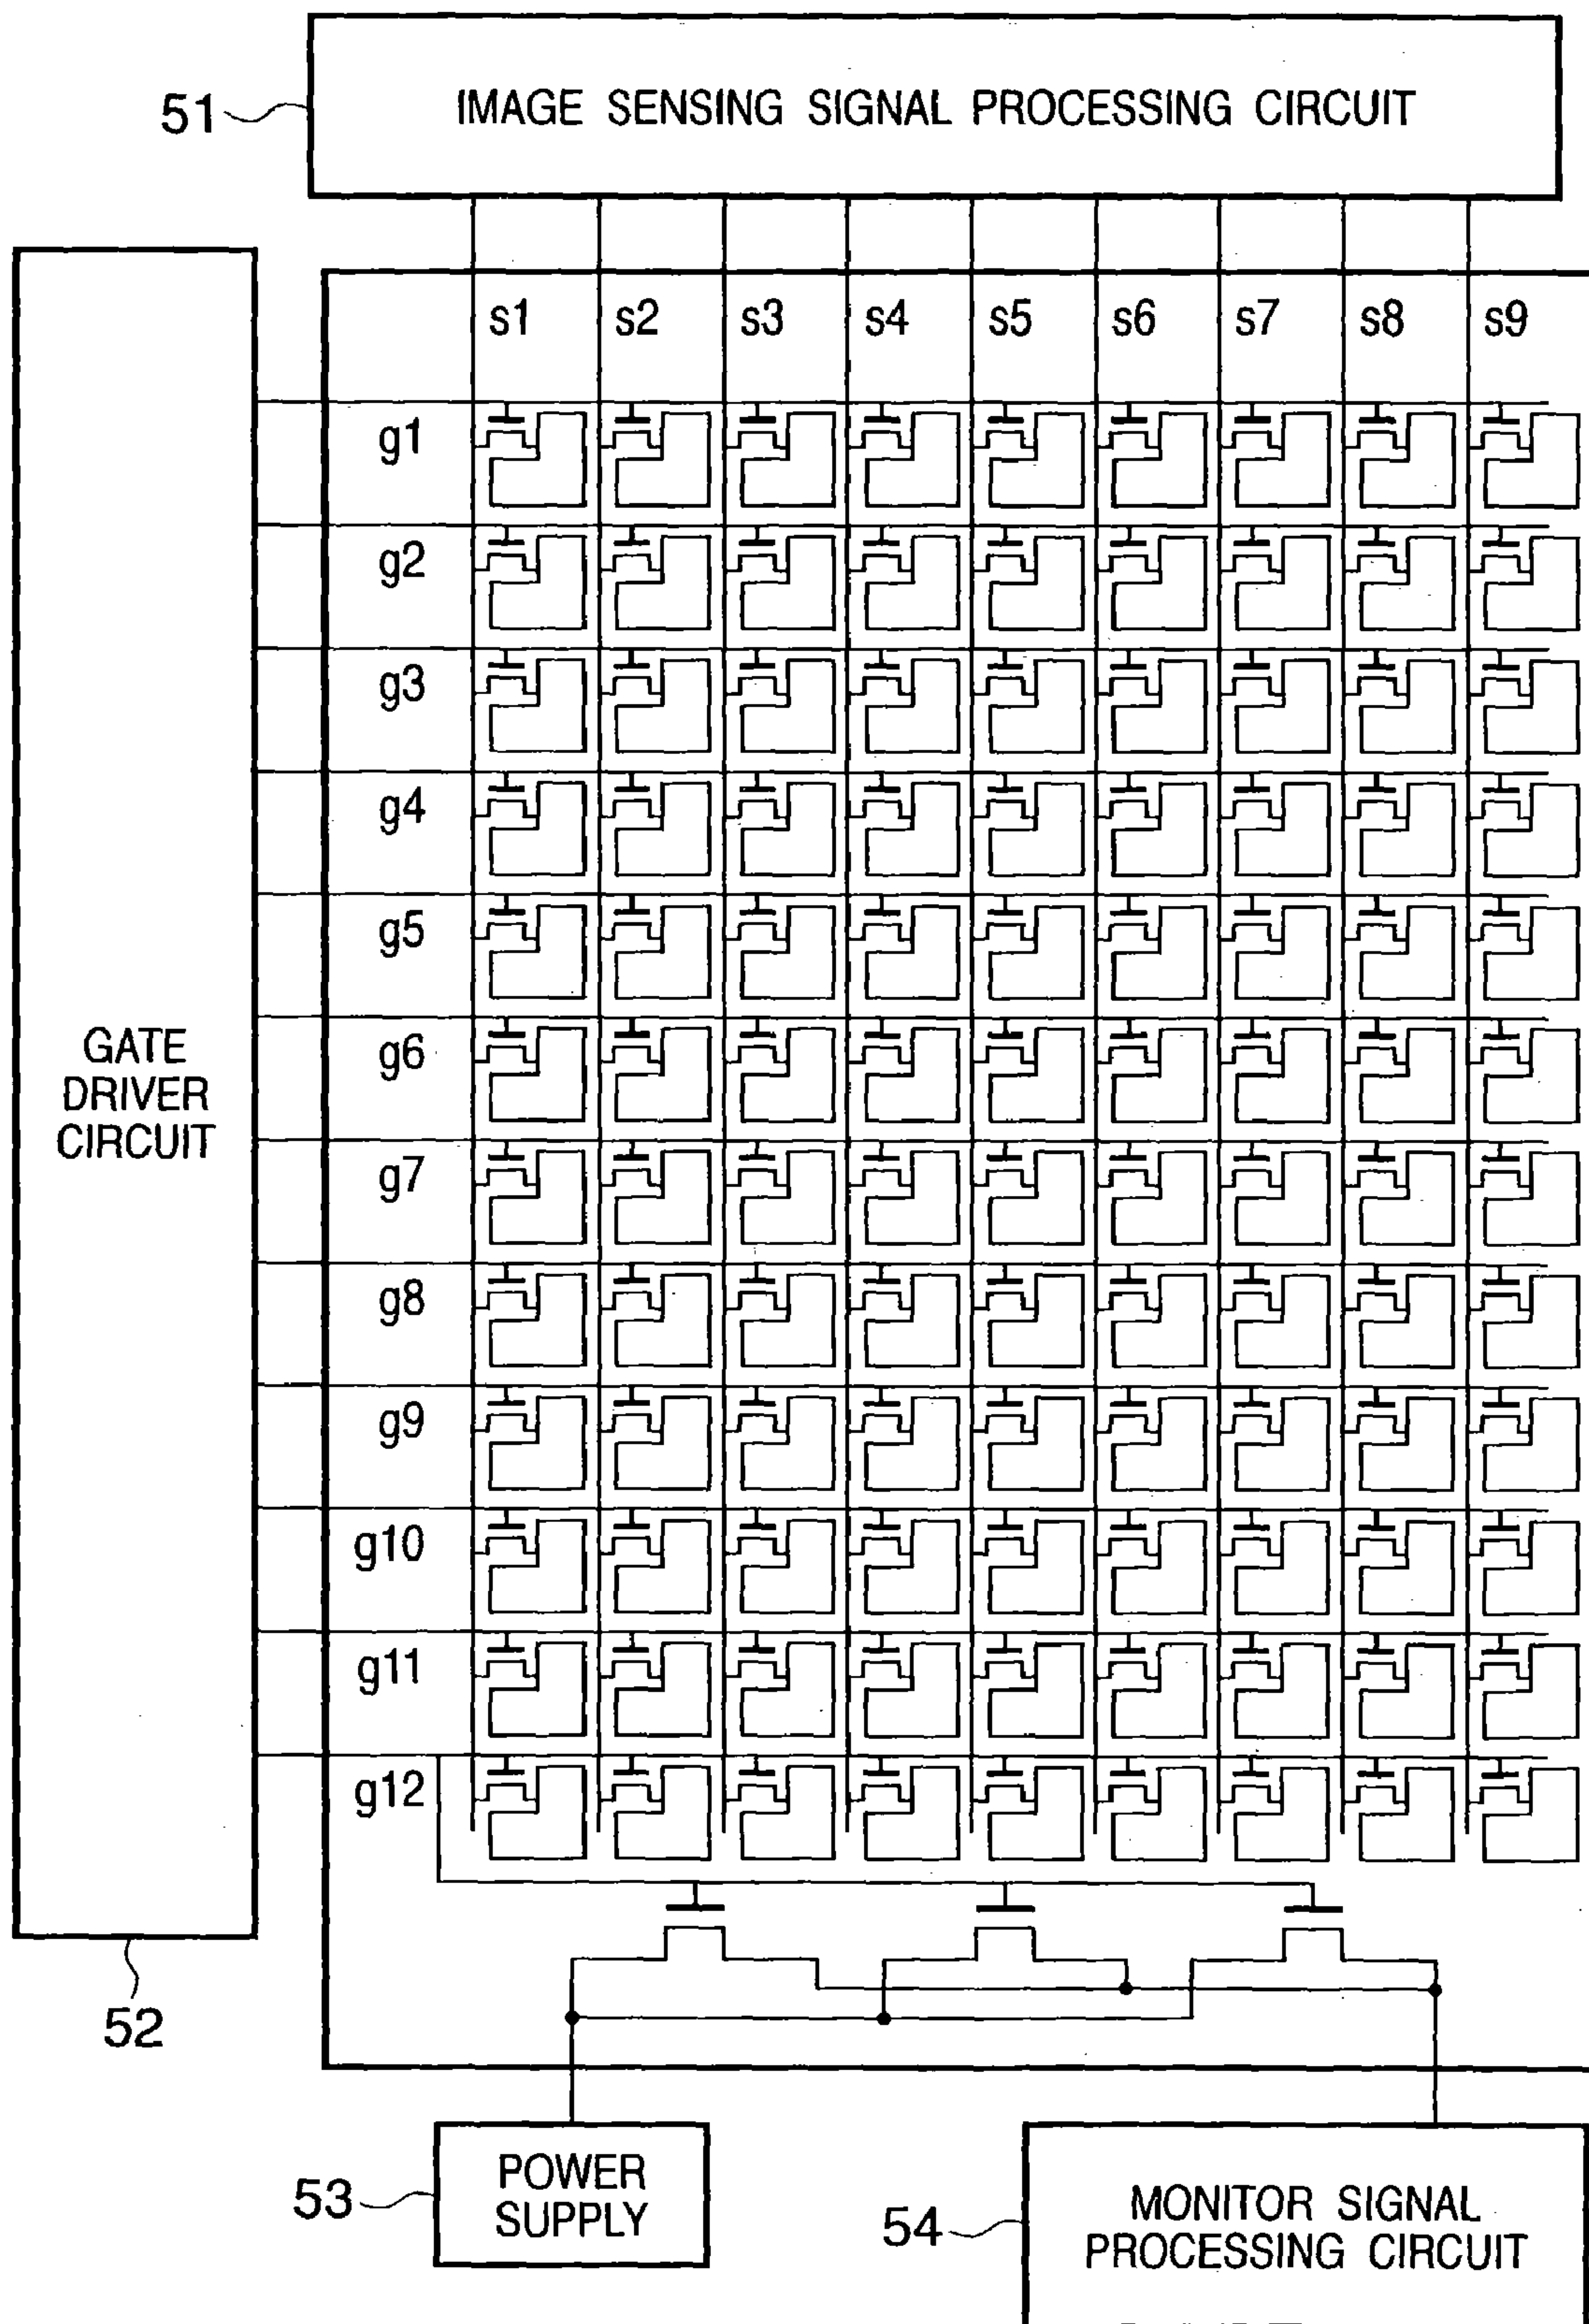 51
IMAGE SENSING SIGNAL PROCESSING CIRCUIT
s1 s2 s3 s4 s5 s6 s7 s8 s9
g1
g2
g3
g4
g5
g6
g7
g8
g9
g10
g11
g12
GATE
DRIVER
CIRCUIT
52
53
POWER
SUPPLY
54
MONITOR SIGNAL
PROCESSING CIRCUIT